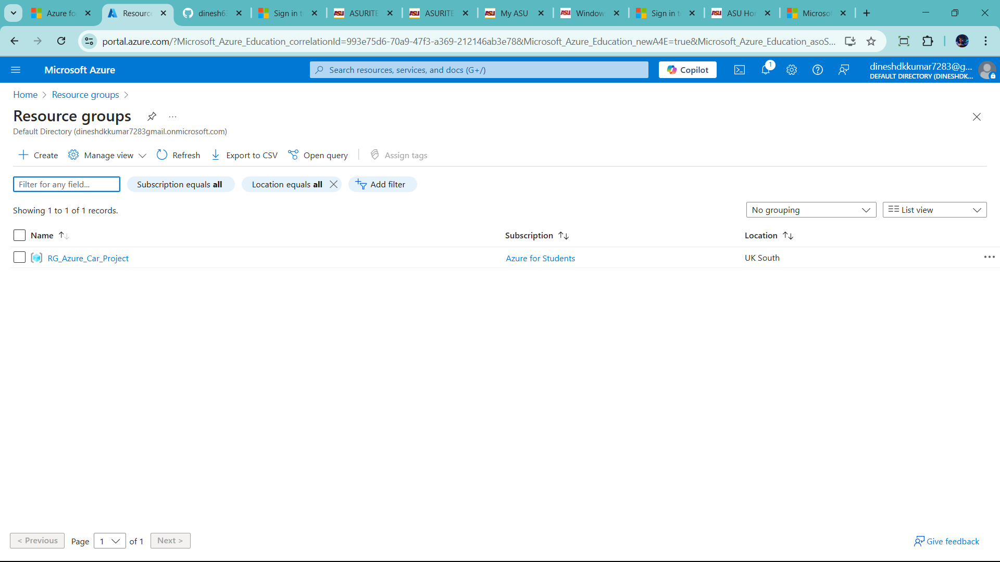 Azure fo
Resource
dinesh63
Sign in t
ASURITE
ASURITE
My ASU
Window
Sign in t
ASU Hor
Microsof
portal.azure.com/?Microsoft_Azure_Education_correlationId=993e75d6-70a9-47f3-a369-212146ab3e78&Microsoft_Azure_Education_newA4E=true&Microsoft_Azure_Education_asoS...
Microsoft Azure
Search resources, services, and docs (G+/)
Copilot
1
dineshdkkumar7283@g...
DEFAULT DIRECTORY (DINESHDK...
Home > Resource groups >
Resource groups
...
Default Directory (dineshdkkumar7283gmail.onmicrosoft.com)
Create
Manage view
Refresh
Export to CSV
Open query
Assign tags
Filter for any field...
Subscription equals all
Location equals all
Add filter
Showing 1 to 1 of 1 records.
No grouping
List view
Name
Subscription
Location
RG_Azure_Car_Project
Azure for Students
UK South
< Previous
Page
1
of 1
Next >
Give feedback